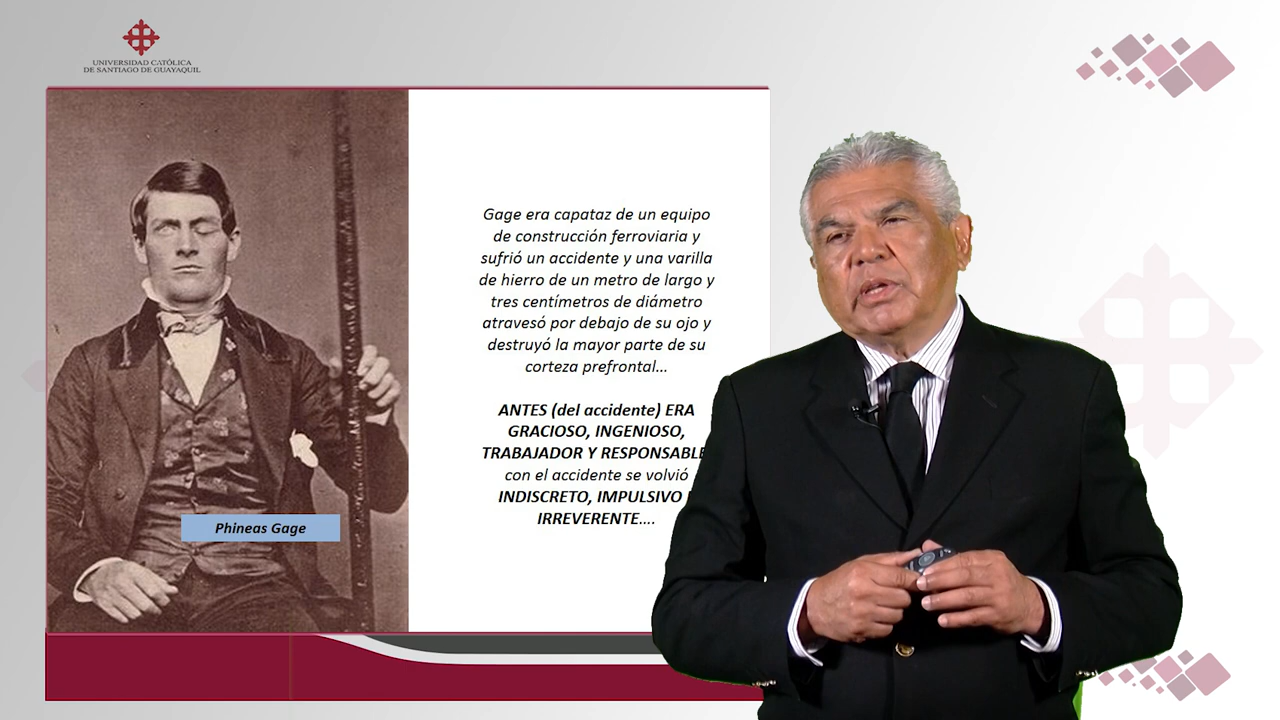 UNIVERSIDAD CATÓLICA
DE SANTIAGO DE GUAYAQUIL
Gage era capataz de un equipo
de construcción ferroviaria y
sufrió un accidente y una varilla
de hierro de un metro de largo y
tres centímetros de diámetro
atravesó por debajo de su ojo y
destruyó la mayor parte de su
corteza prefrontal...
ANTES (del accidente) ERA
GRACIOSO, INGENIOSO,
TRABAJADOR Y RESPONSABLE
con el accidente se volvió
INDISCRETO, IMPULSIVO
IRREVERENTE....
Phineas Gage